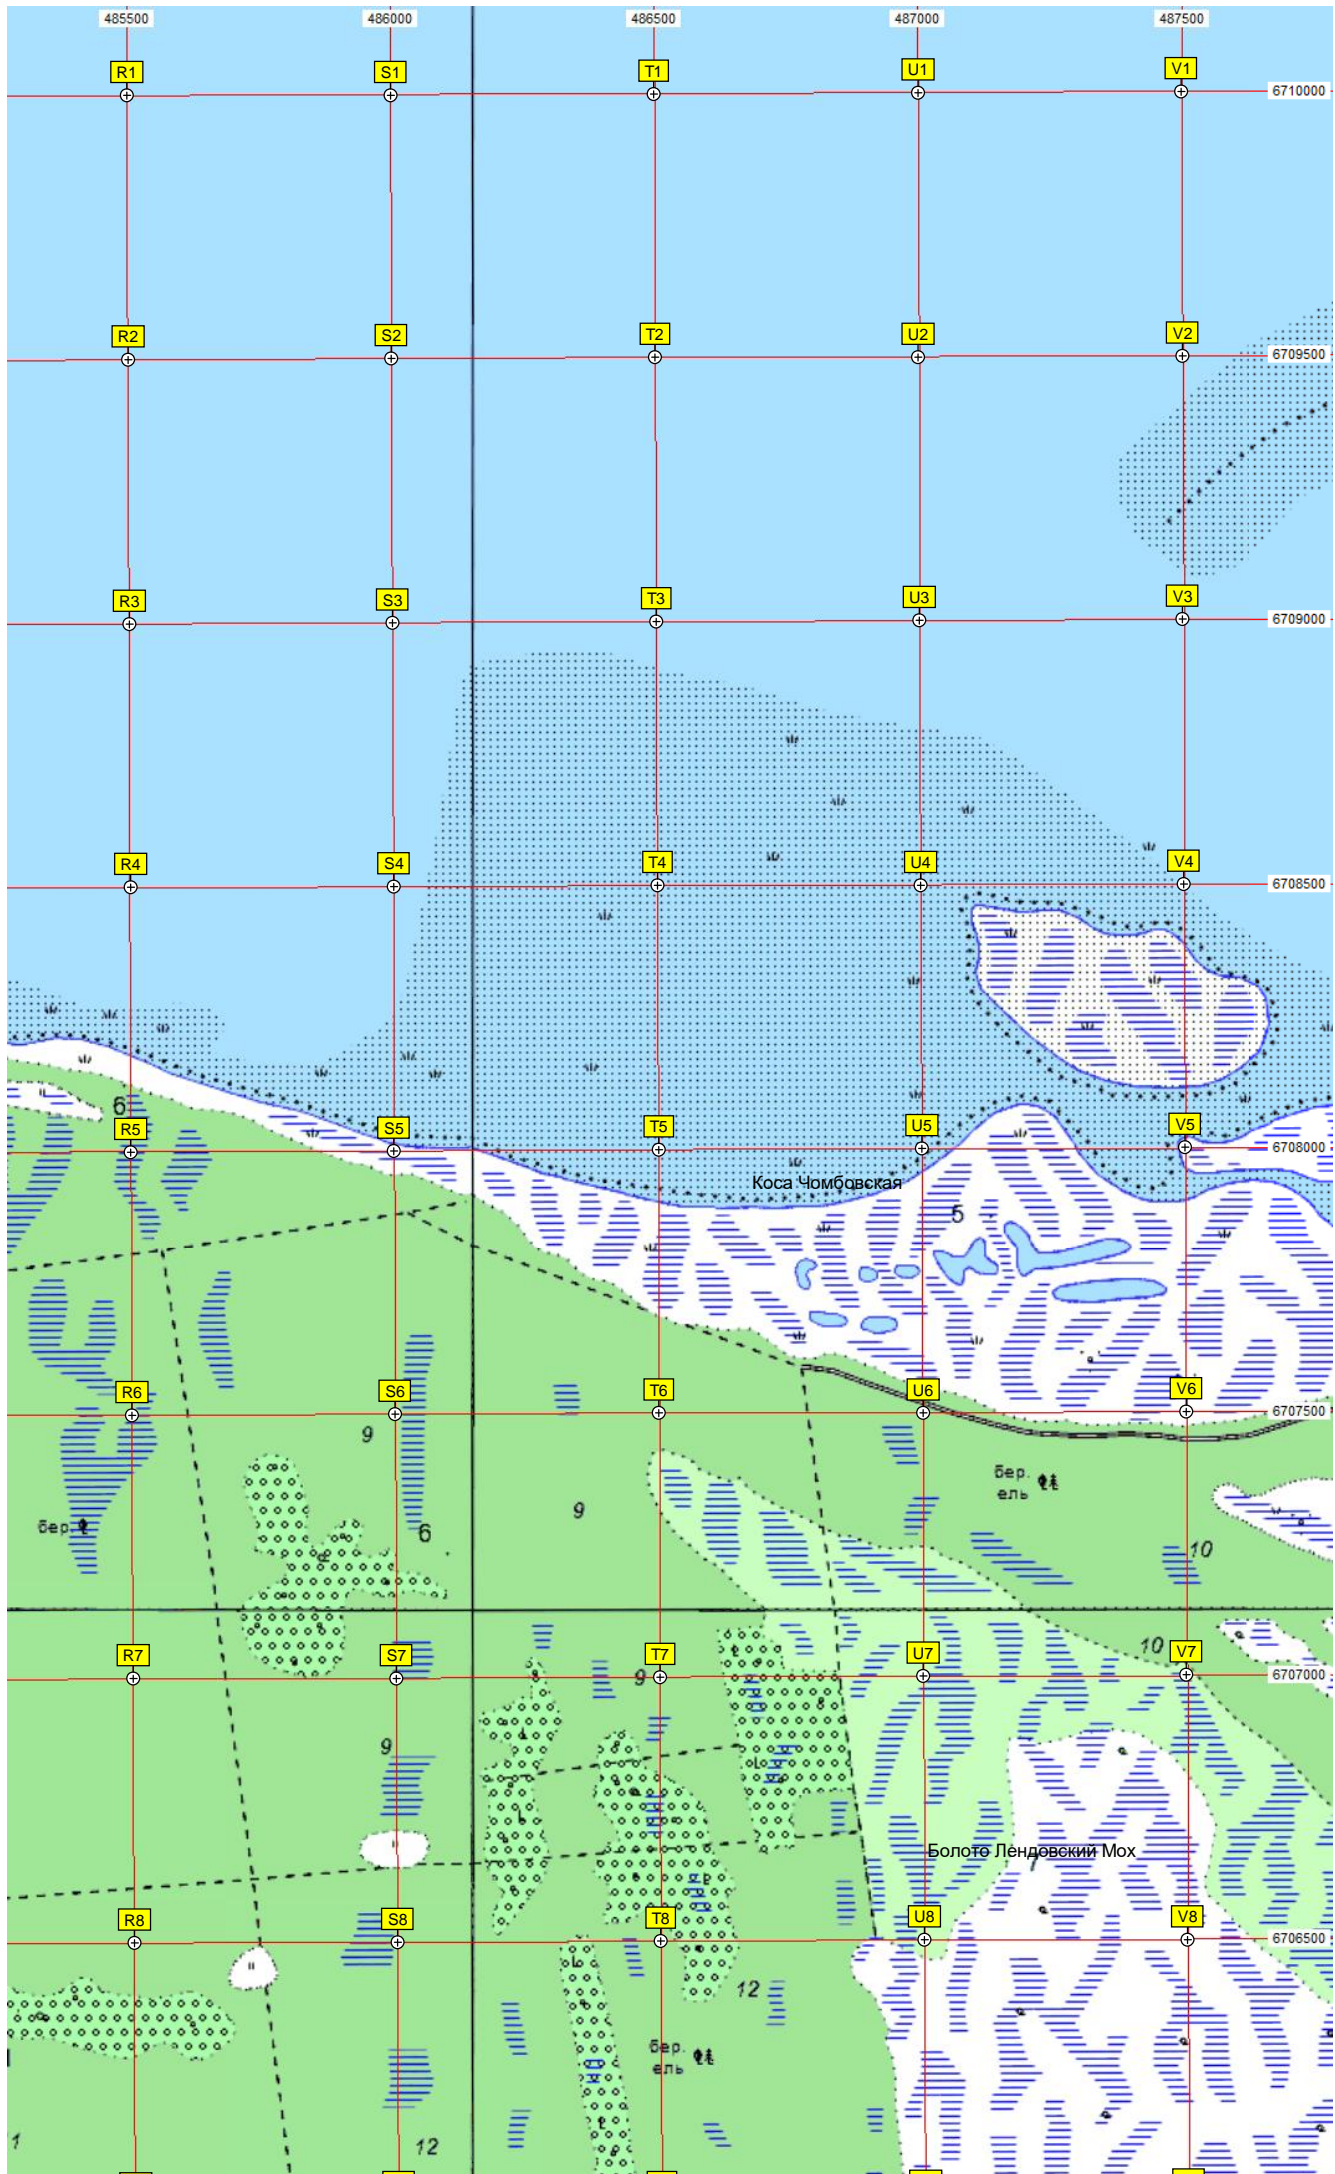 485500 486000 486500 487000 487500
R1 S1 T1 U1 V1
6710000
R2 S2 T2 U2 V2
6709500
R3 S3 T3 U3 V3
6709000
R4 S4 T4 U4 V4
6708500
6
R5 S5 T5 U5 V5
6708000
Коса Чомбовская
5
R6 S6 T6 U6 V6
6707500
9
бер.
ель
9
бер.
6
10
10
R7 S7 T7 U7 V7
6707000
9
9
Болото Лендовский Мох
R8 S8 T8 U8 V8
6706500
12
бер.
ель
12